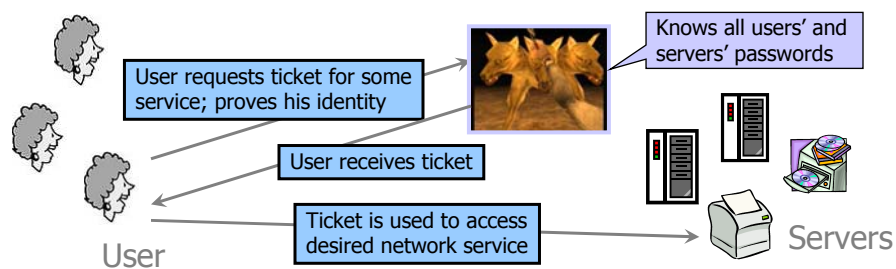 Knows all users’ and
servers’ passwords
User requests ticket for some
service; proves his identity
User receives ticket
Ticket is used to access
desired network service
User
Servers